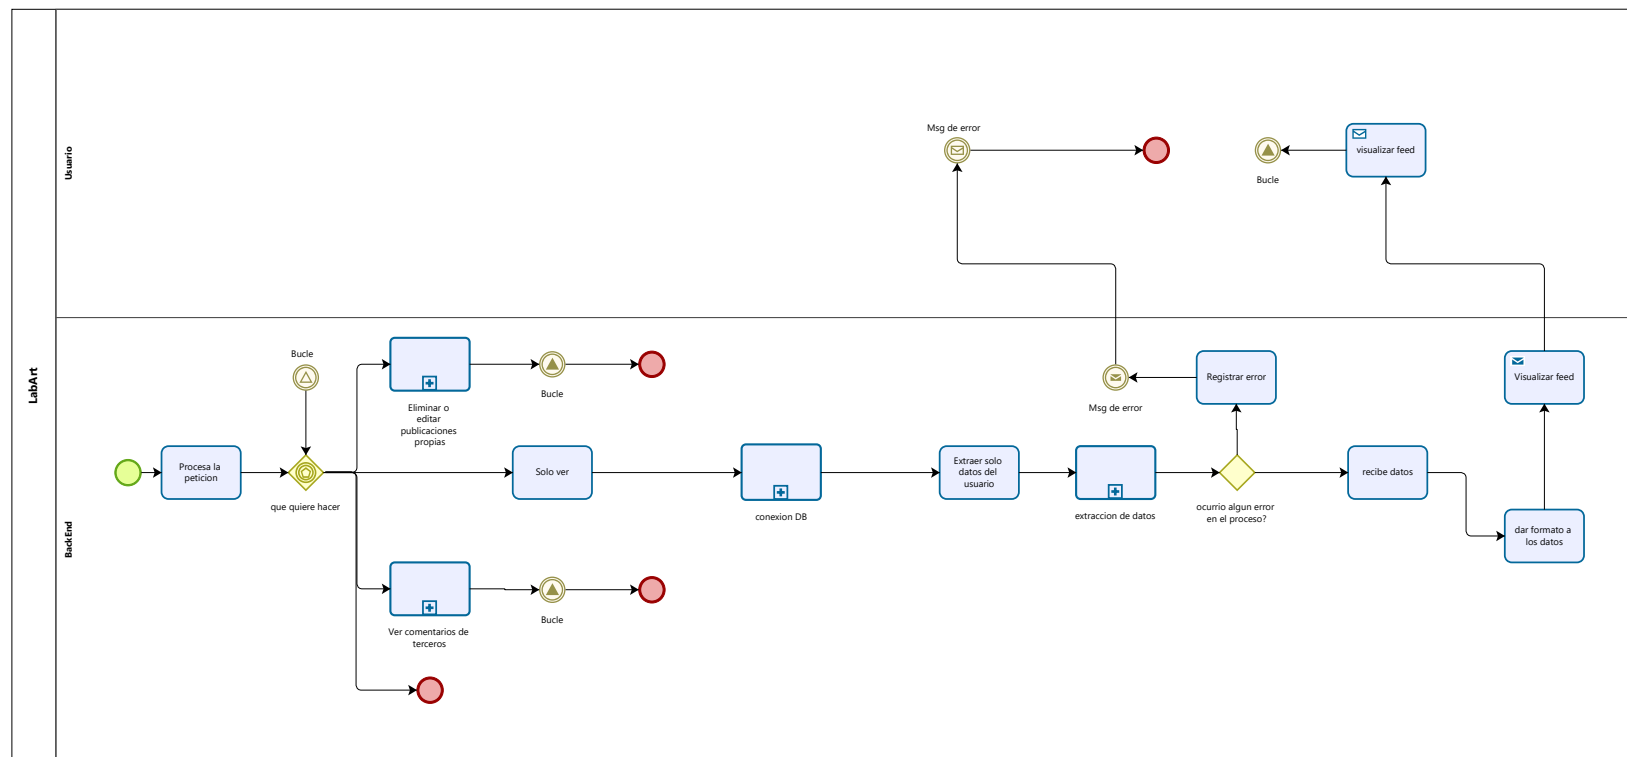 LabArt
Usuario
Msg de error
Bucle
visualizar feed
BackEnd
Bucle
Eliminar o
editar
publicaciones
propias
Bucle
Msg de error
Registrar error
Visualizar feed
Procesa la
peticion
que quiere hacer
Solo ver
conexion DB
Extraer solo
datos del
usuario
extraccion de datos
ocurrio algun error
en el proceso?
recibe datos
dar formato a
los datos
Ver comentarios de
terceros
Bucle